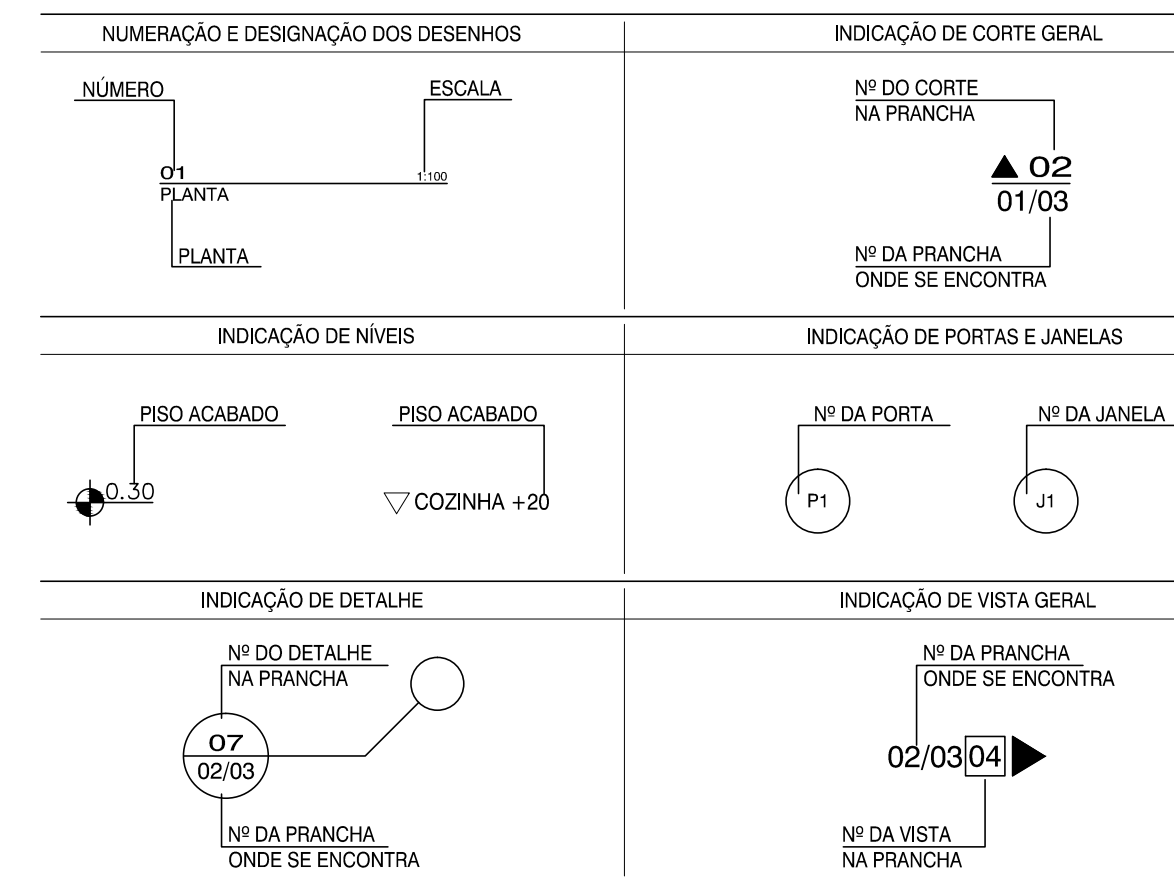 NUMERAÇÃO E DESIGNAÇÃO DOS DESENHOS
NÚMERO
ESCALA
01
1:100
PLANTA
PLANTA
INDICAÇÃO DE CORTE GERAL
Nº DO CORTE
NA PRANCHA
02
01/03
Nº DA PRANCHA
ONDE SE ENCONTRA
INDICAÇÃO DE NÍVEIS
PISO ACABADO
PISO ACABADO
0.30
COZINHA +20
INDICAÇÃO DE PORTAS E JANELAS
Nº DA PORTA
Nº DA JANELA
P1
J1
INDICAÇÃO DE DETALHE
Nº DO DETALHE
NA PRANCHA
07
02/03
Nº DA PRANCHA
ONDE SE ENCONTRA
INDICAÇÃO DE VISTA GERAL
Nº DA PRANCHA
ONDE SE ENCONTRA
02/03 04
Nº DA VISTA
NA PRANCHA